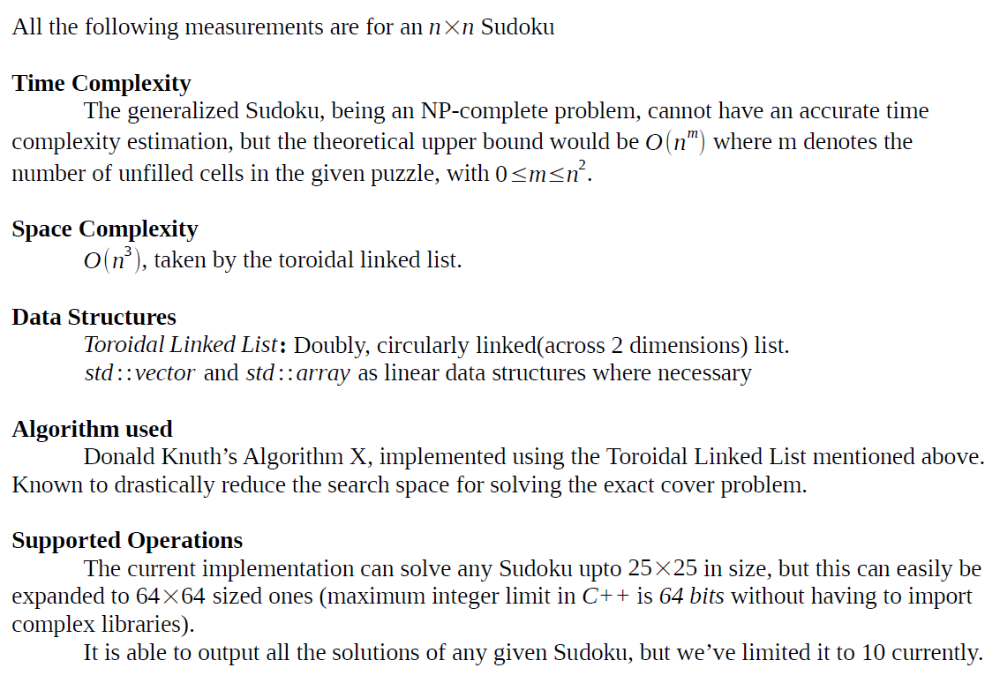 All the following measurements are for an n×n Sudoku
Time Complexity
The generalized Sudoku, being an NP-complete problem, cannot have an accurate time
complexity estimation, but the theoretical upper bound would be O(n^m) where m denotes the
number of unfilled cells in the given puzzle, with 0≤m≤n².
Space Complexity
O(n³), taken by the toroidal linked list.
Data Structures
Toroidal Linked List: Doubly, circularly linked(across 2 dimensions) list.
std::vector and std::array as linear data structures where necessary
Algorithm used
Donald Knuth’s Algorithm X, implemented using the Toroidal Linked List mentioned above.
Known to drastically reduce the search space for solving the exact cover problem.
Supported Operations
The current implementation can solve any Sudoku upto 25×25 in size, but this can easily be
expanded to 64×64 sized ones (maximum integer limit in C++ is 64 bits without having to import
complex libraries).
It is able to output all the solutions of any given Sudoku, but we’ve limited it to 10 currently.